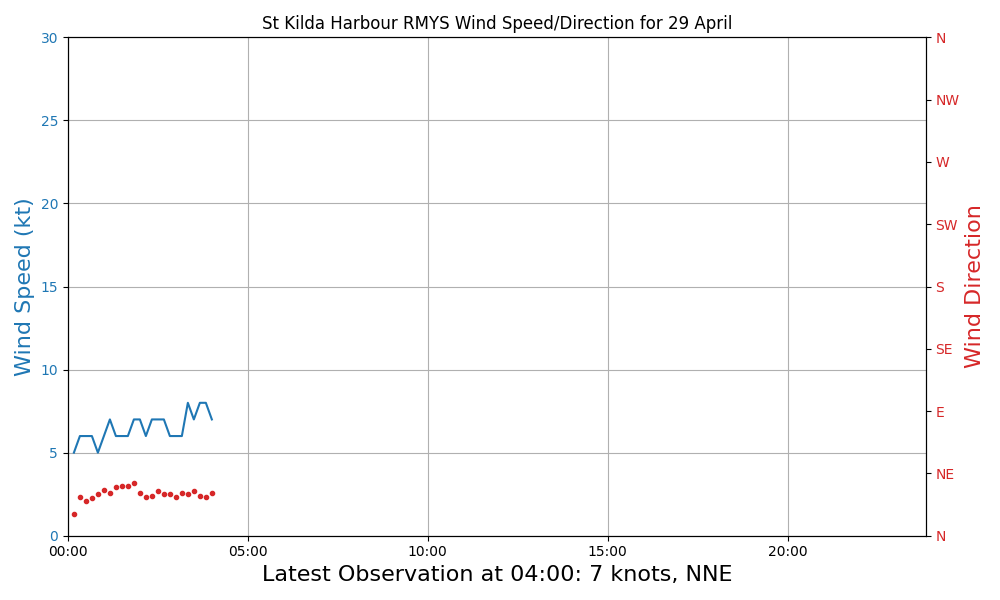 St Kilda Harbour RMYS Wind Speed/Direction for 29 April
30
25
20
15
10
5
0
Wind Speed (kt)
00:00
05:00
10:00
15:00
20:00
N
NW
W
SW
S
SE
E
NE
N
Wind Direction
Latest Observation at 04:00: 7 knots, NNE